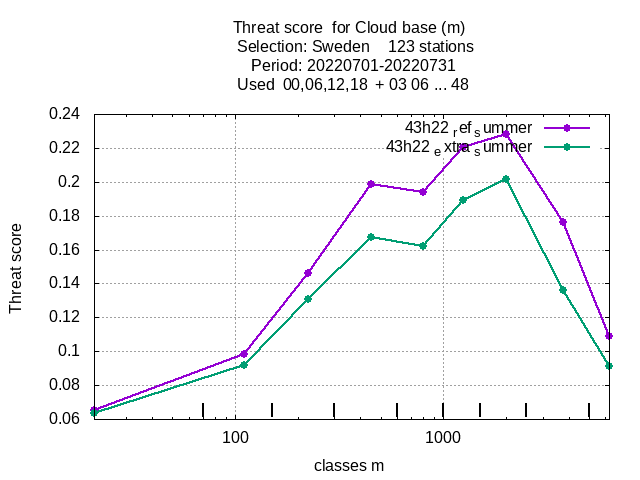 Threat score  for Cloud base (m)
Selection: Sweden    123 stations
Period: 20220701-20220731
Used  00,06,12,18  + 03 06 ... 48
43h22 ref summer
43h22 extra summer
0.24
0.22
0.2
0.18
0.16
0.14
0.12
0.1
0.08
0.06
Threat score
100 1000
classes m